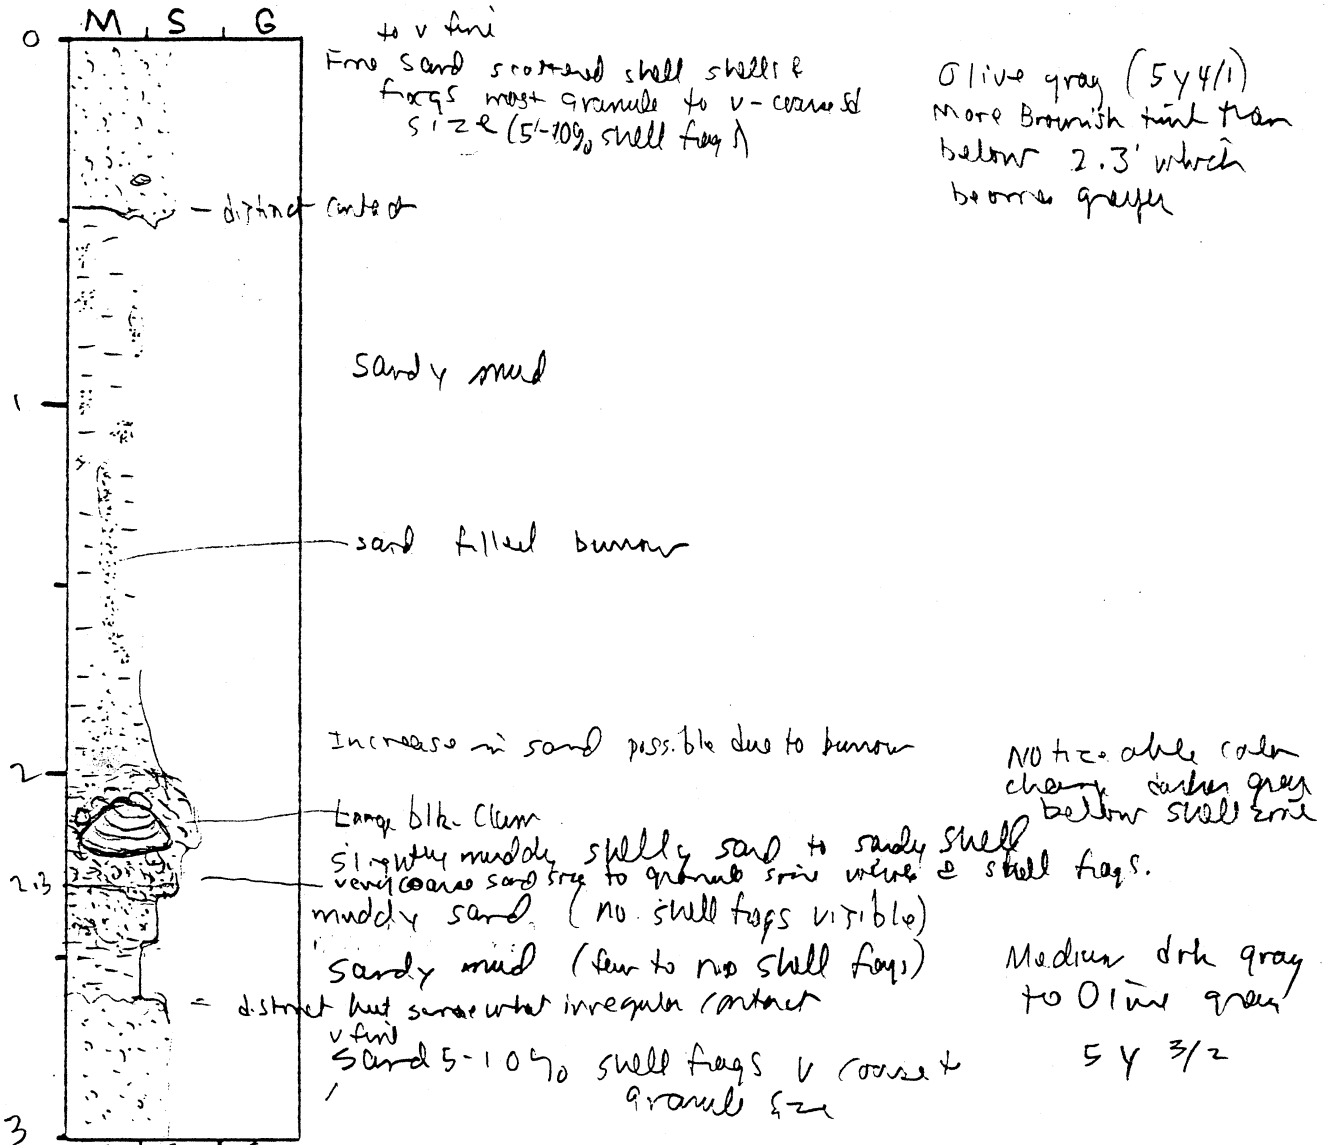 M S G
0
to v fine
Fine sand scattered shell shells &
frags most granule to v-coarse sd
size (5-10% shell frags)
Olive gray (5y4/1)
More Brownish tint than
below 2.3' which
becomes grayer
- distinct contact
Sandy mud
1
sand filled burrow
Increase in sand possible due to burrow
2
Noticeable color
change darker gray
below shell zone
Large blk. Clam
Slightly muddy shelly sand to sandy shell
2.3
very coarse sand size to granule size valves & shell frags.
muddy sand (no shell frags visible)
Sandy mud (few to no shell frags)
Medium drk gray
to Olive gray
5 y 3/2
= distinct but somewhat irregular contact
v fine
Sand 5-10% shell frags v coarse to
granule size
3